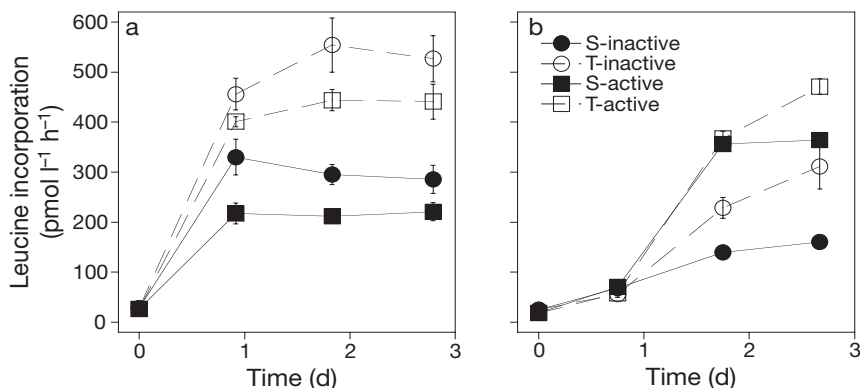 a
b
600
500
400
300
200
100
0
Leucine incorporation
(pmol l⁻¹ h⁻¹)
S-inactive
T-inactive
S-active
T-active
0 1 2 3
0 1 2 3
Time (d)
Time (d)